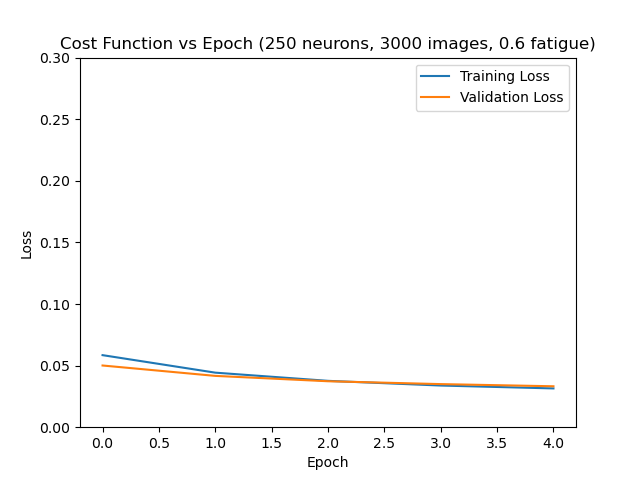 Cost Function vs Epoch (250 neurons, 3000 images, 0.6 fatigue)
0.30
Training Loss
Validation Loss
0.25
0.20
0.15
Loss
0.10
0.05
0.00
0.0 0.5 1.0 1.5 2.0 2.5 3.0 3.5 4.0
Epoch